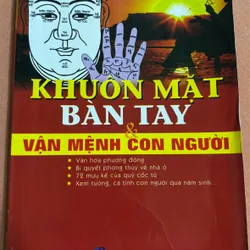 KHUÔN MẶT
BÀN TAY
&
VẬN MỆNH CON NGƯỜI
• Văn hóa phương đông
• Bí quyết phong thủy về nhà ở
• 72 mưu kế của quỷ cốc tử
• Xem tướng, cá tính con người qua năm sinh...